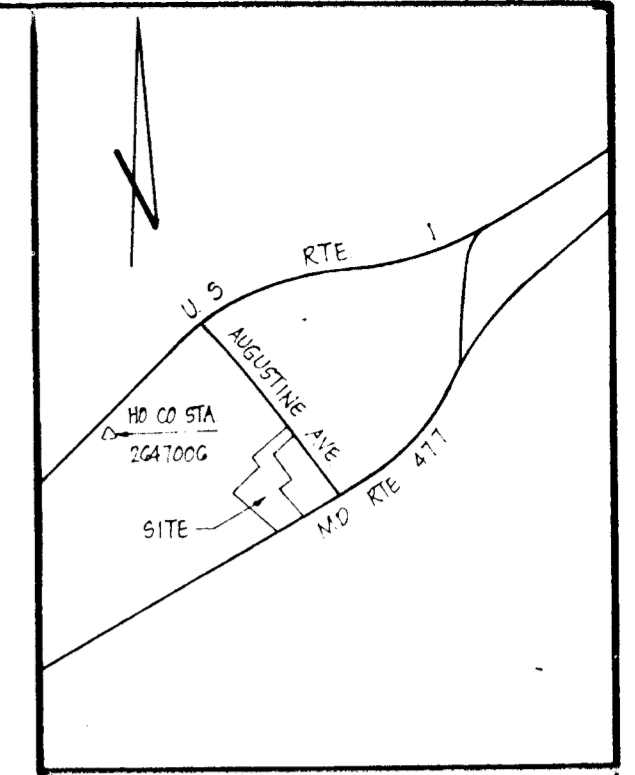 U. S. RTE. 1
AUGUSTINE AVE.
HO CO STA.
2647006
SITE
MD RTE 477